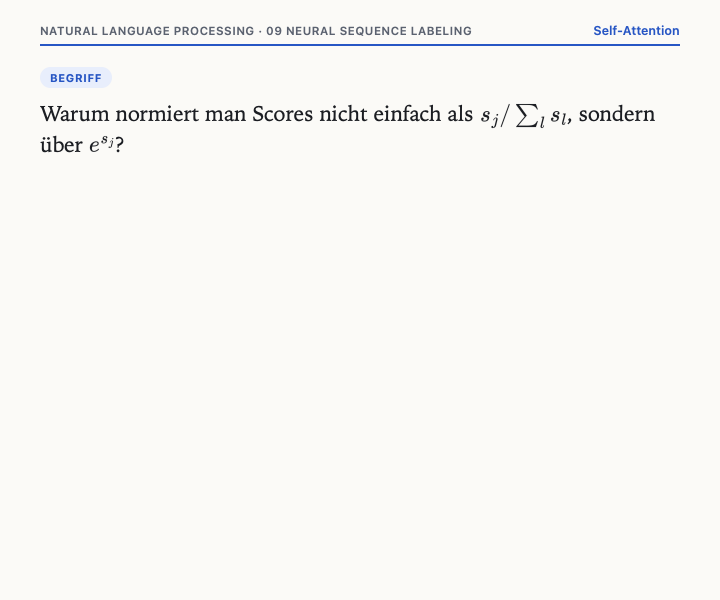 NATURAL LANGUAGE PROCESSING · 09 NEURAL SEQUENCE LABELING
Self-Attention
BEGRIFF
Warum normiert man Scores nicht einfach als $s_j / \sum_l s_l$, sondern
über $e^{s_j}$?